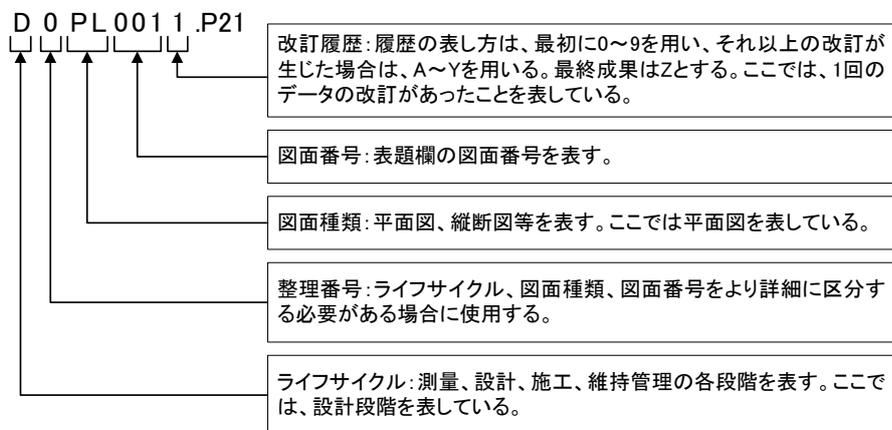 D 0 PL 001 1 .P21
改訂履歴：履歴の表し方は、最初に0～9を用い、それ以上の改訂が
生じた場合は、A～Yを用いる。最終成果はZとする。ここでは、1回の
データの改訂があったことを表している。
図面番号：表題欄の図面番号を表す。
図面種類：平面図、縦断図等を表す。ここでは平面図を表している。
整理番号：ライフサイクル、図面種類、図面番号をより詳細に区分す
る必要がある場合に使用する。
ライフサイクル：測量、設計、施工、維持管理の各段階を表す。ここで
は、設計段階を表している。